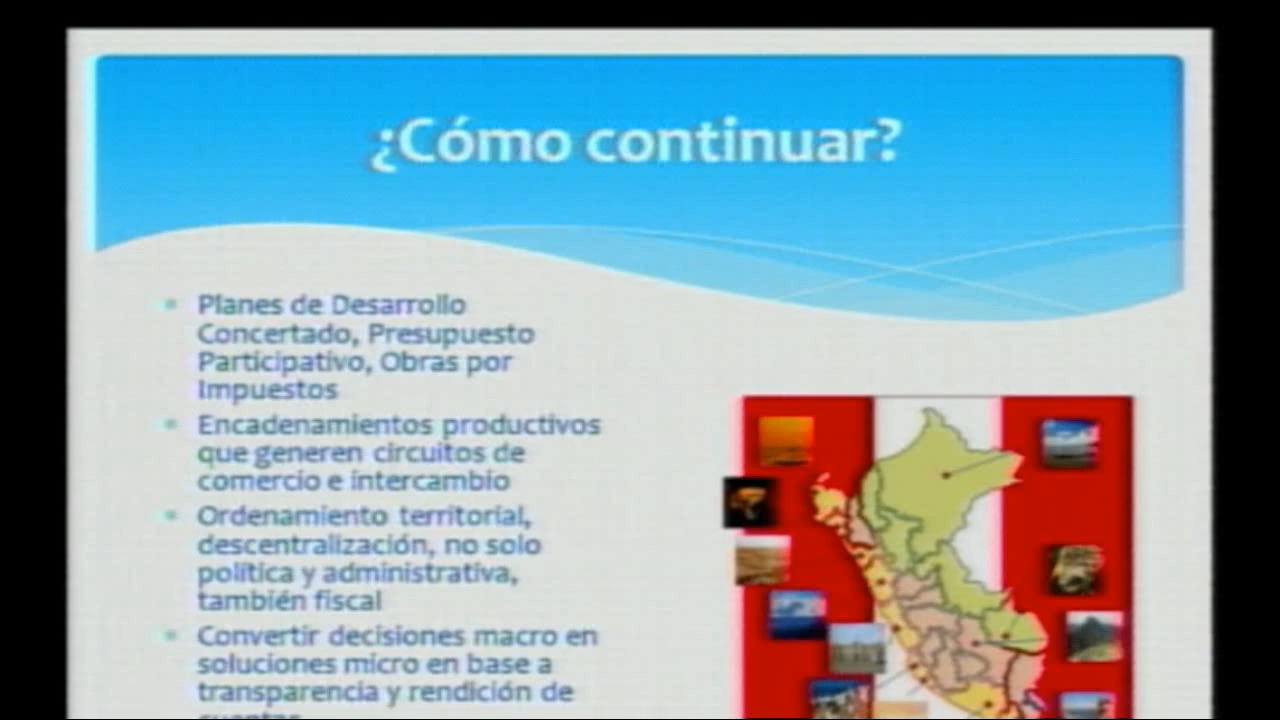 ¿Cómo continuar?
Planes de Desarrollo
Concertado, Presupuesto
Participativo, Obras por
Impuestos
Encadenamientos productivos
que generen circuitos de
comercio e intercambio
Ordenamiento territorial,
descentralización, no solo
política y administrativa,
también fiscal
Convertir decisiones macro en
soluciones micro en base a
transparencia y rendición de